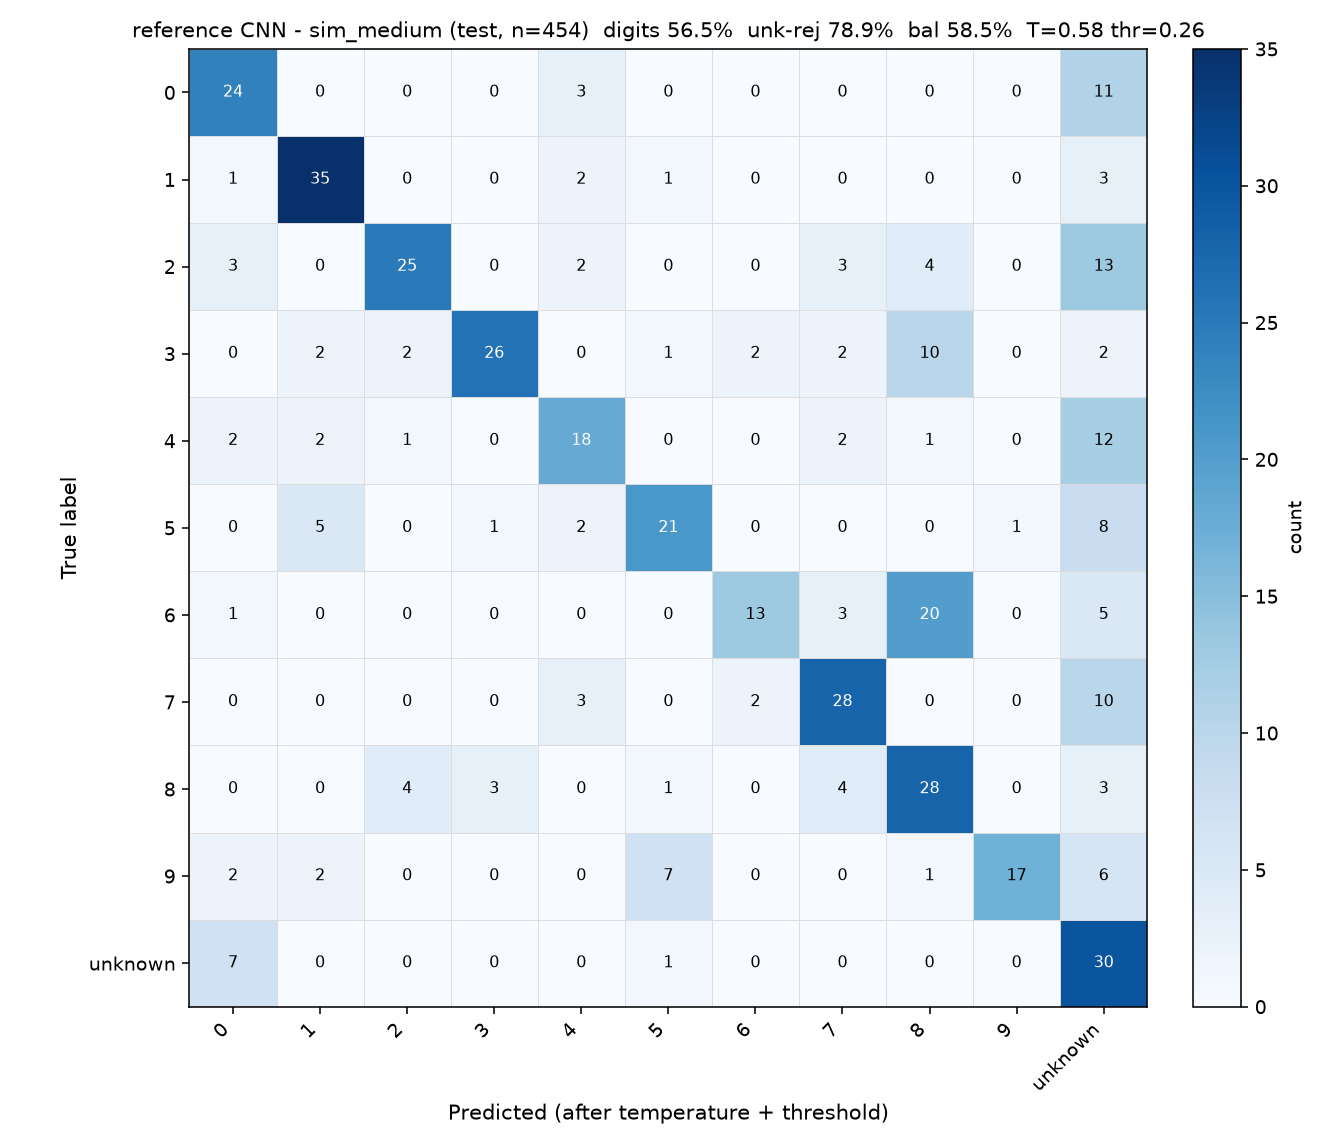 reference CNN - sim_medium (test, n=454)  digits 56.5%  unk-rej 78.9%  bal 58.5%  T=0.58 thr=0.26
0 24 0 0 0 3 0 0 0 0 0 11
1 1 35 0 0 2 1 0 0 0 0 3
2 3 0 25 0 2 0 0 3 4 0 13
3 0 2 2 26 0 1 2 2 10 0 2
4 2 2 1 0 18 0 0 2 1 0 12
5 0 5 0 1 2 21 0 0 0 1 8
6 1 0 0 0 0 0 13 3 20 0 5
7 0 0 0 0 3 0 2 28 0 0 10
8 0 0 4 3 0 1 0 4 28 0 3
9 2 2 0 0 0 7 0 0 1 17 6
unknown 7 0 0 0 0 1 0 0 0 0 30
0 1 2 3 4 5 6 7 8 9 unknown
True label
Predicted (after temperature + threshold)
35
30
25
20
15
10
5
0
count